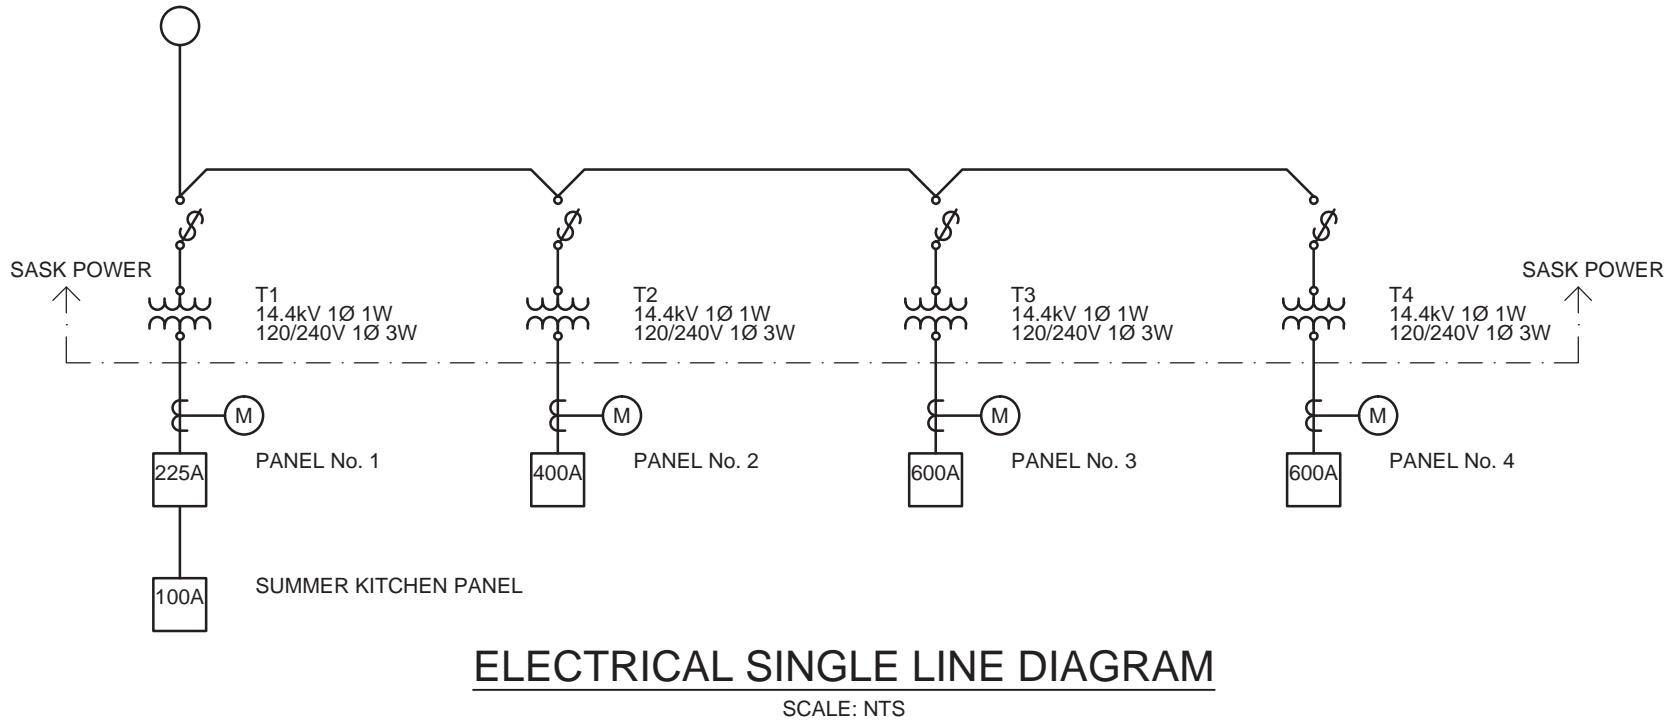 SASK POWER
SASK POWER
T1
14.4kV 1Ø 1W
120/240V 1Ø 3W
T2
14.4kV 1Ø 1W
120/240V 1Ø 3W
T3
14.4kV 1Ø 1W
120/240V 1Ø 3W
T4
14.4kV 1Ø 1W
120/240V 1Ø 3W
M
M
M
M
225A
PANEL No. 1
400A
PANEL No. 2
600A
PANEL No. 3
600A
PANEL No. 4
100A
SUMMER KITCHEN PANEL
ELECTRICAL SINGLE LINE DIAGRAM
SCALE: NTS